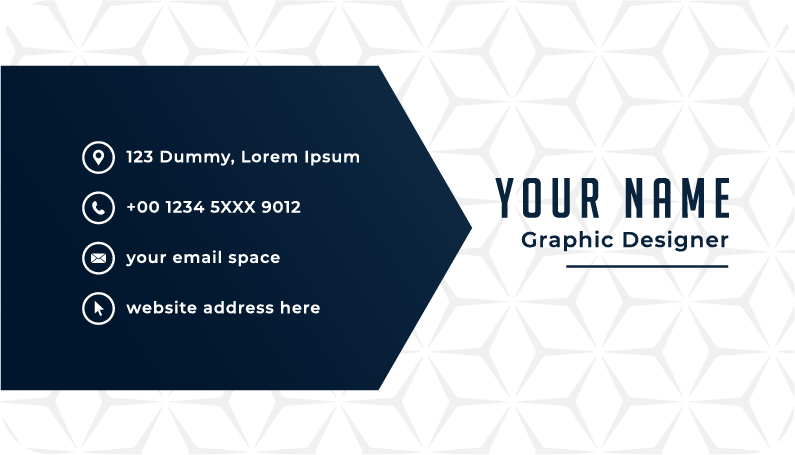 123 Dummy, Lorem Ipsum
+00 1234 5XXX 9012
your email space
website address here
YOUR NAME
Graphic Designer